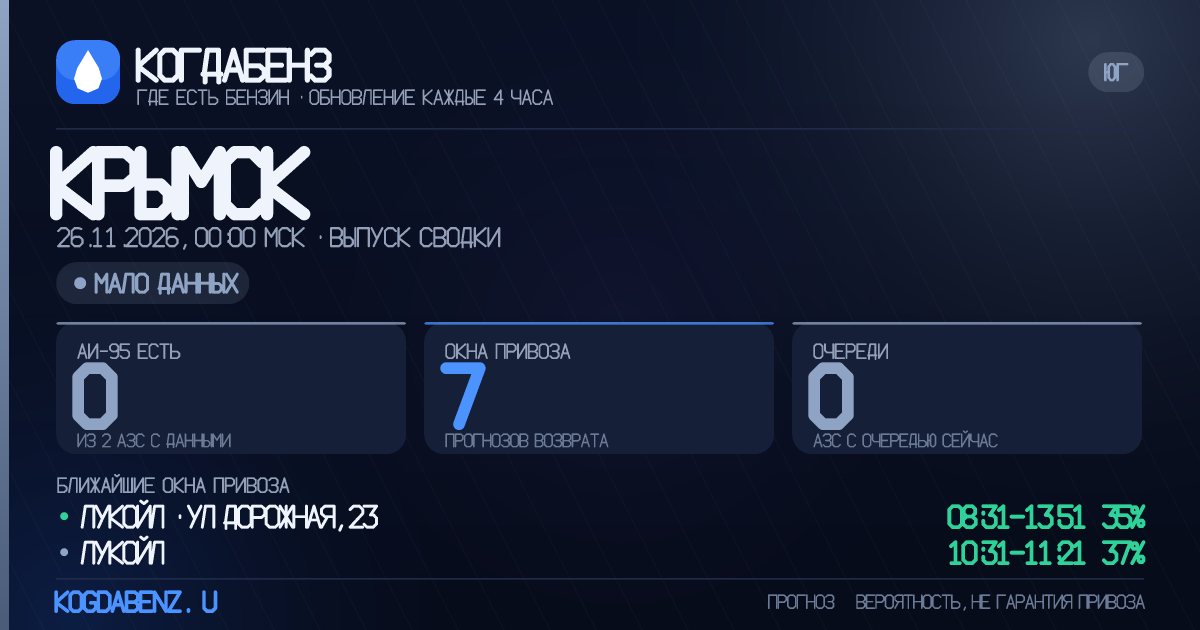 КОГДАБЕНЗ
ГДЕ ЕСТЬ БЕНЗИН · ОБНОВЛЕНИЕ КАЖДЫЕ 4 ЧАСА
ЮГ
КРЫМСК
26.11.2026, 00:00 МСК · ВЫПУСК СВОДКИ
МАЛО ДАННЫХ
АИ-95 ЕСТЬ
0
ИЗ 2 АЗС С ДАННЫМИ
ОКНА ПРИВОЗА
7
ПРОГНОЗОВ ВОЗВРАТА
ОЧЕРЕДИ
0
АЗС С ОЧЕРЕДЬЮ СЕЙЧАС
БЛИЖАЙШИЕ ОКНА ПРИВОЗА
ЛУКОЙЛ · УЛ ДОРОЖНАЯ, 23 08:31-13:51 35%
ЛУКОЙЛ 10:31-11:21 37%
KOGDABENZ. U
ПРОГНОЗ ВЕРОЯТНОСТЬ, НЕ ГАРАНТИЯ ПРИВОЗА